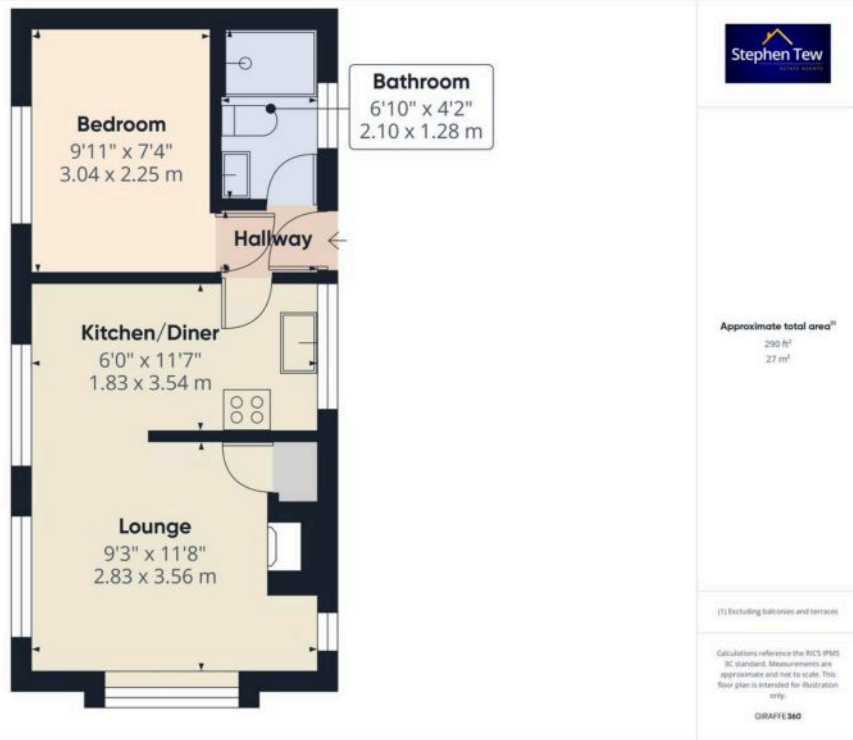 Bedroom
9'11" x 7'4"
3.04 x 2.25 m
Bathroom
6'10" x 4'2"
2.10 x 1.28 m
Hallway
Kitchen/Diner
6'0" x 11'7"
1.83 x 3.54 m
Lounge
9'3" x 11'8"
2.83 x 3.56 m
Stephen Tew
ESTATE AGENTS
Approximate total area(1)
290 ft²
27 m²
(1) Excluding balconies and terraces
Calculations reference the RICS IPMS
3C standard. Measurements are
approximate and not to scale. This
floor plan is intended for illustration
only.
GIRAFFE360